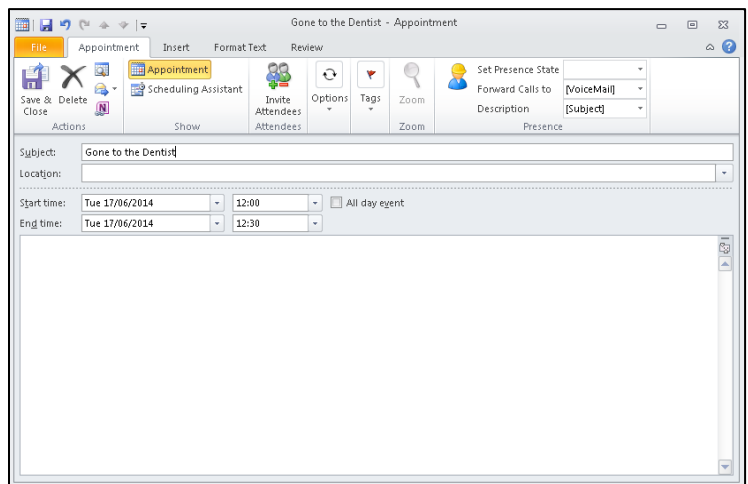 Gone to the Dentist - Appointment
File Appointment Insert Format Text Review
Save & Close
Delete
Actions
Appointment
Scheduling Assistant
Show
Invite Attendees
Attendees
Options
Tags
Zoom
Zoom
Set Presence State
Forward Calls to [VoiceMail]
Description [Subject]
Presence
Subject: Gone to the Dentist
Location:
Start time: Tue 17/06/2014 12:00 All day event
End time: Tue 17/06/2014 12:30